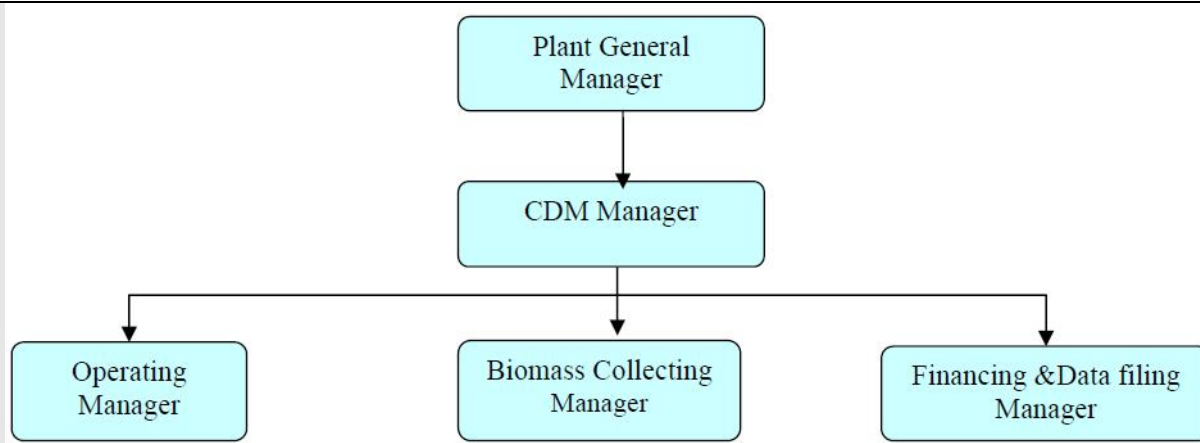 Plant General
Manager
CDM Manager
Operating
Manager
Biomass Collecting
Manager
Financing &Data filing
Manager